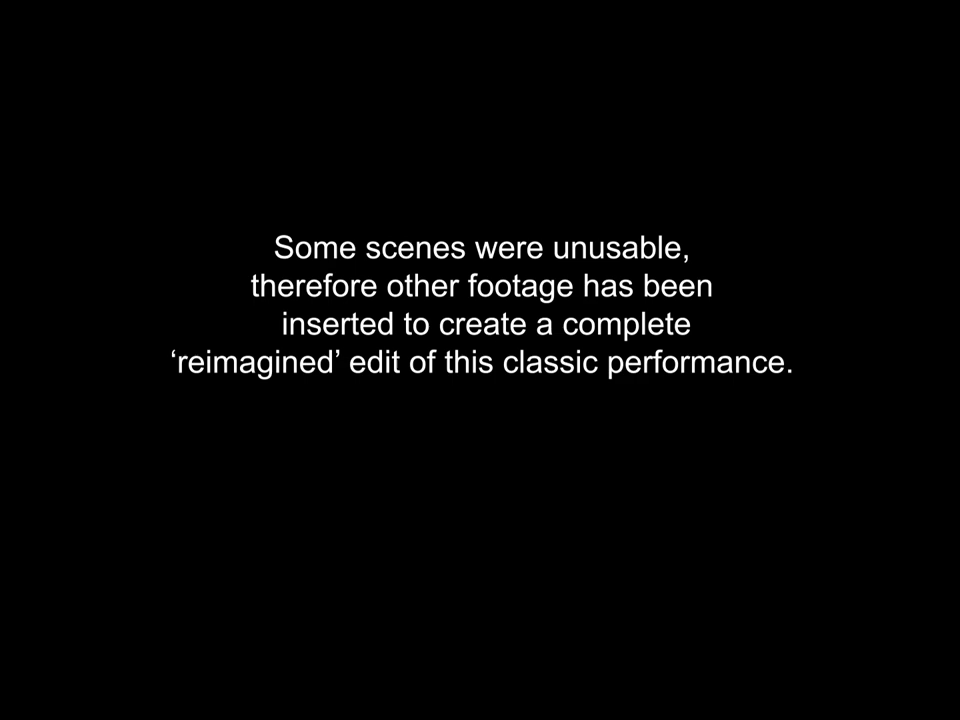 Some scenes were unusable,
therefore other footage has been
inserted to create a complete
‘reimagined’ edit of this classic performance.